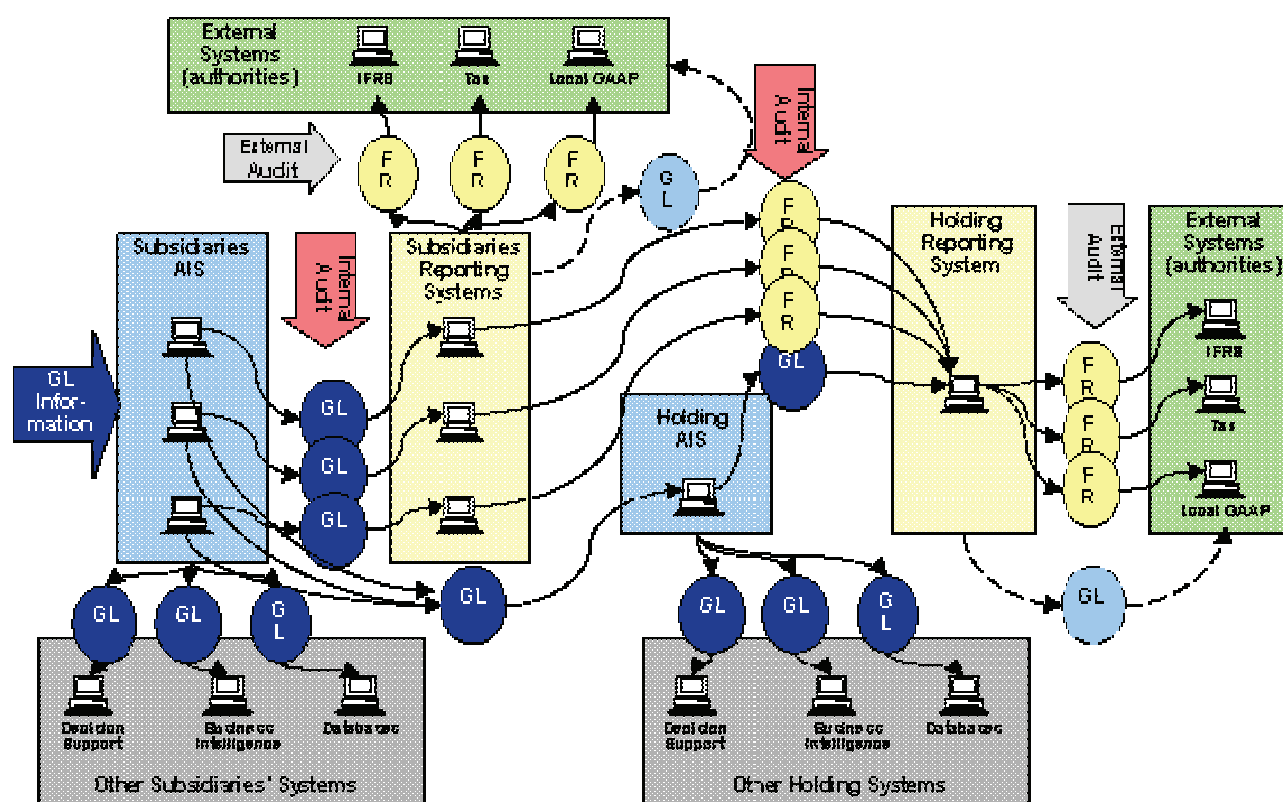 External
Systems
(authorities)
IFRS
Tax
Local GAAP
External
Audit
F
R
F
R
F
R
G
L
Internal
Audit
F
R
F
R
F
R
GL
Subsidiaries
AIS
Internal
Audit
Subsidiaries
Reporting
Systems
Holding
Reporting
System
External
Audit
External
Systems
(authorities)
IFRS
Tax
Local GAAP
GL
Infor-
mation
GL
GL
GL
Holding
AIS
F
R
F
R
F
R
GL
GL
GL
GL
G
L
GL
GL
G
L
Decision
Support
Business
Intelligence
Databases
Other Subsidiaries' Systems
Decision
Support
Business
Intelligence
Databases
Other Holding Systems